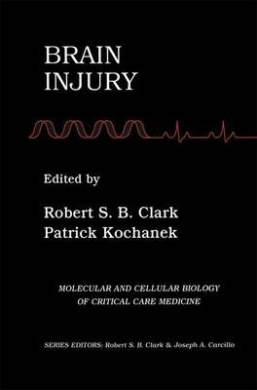 BRAIN
INJURY
Edited by
Robert S. B. Clark
Patrick Kochanek
MOLECULAR AND CELLULAR BIOLOGY
OF CRITICAL CARE MEDICINE
SERIES EDITORS: Robert S. B. Clark & Joseph A. Carcillo